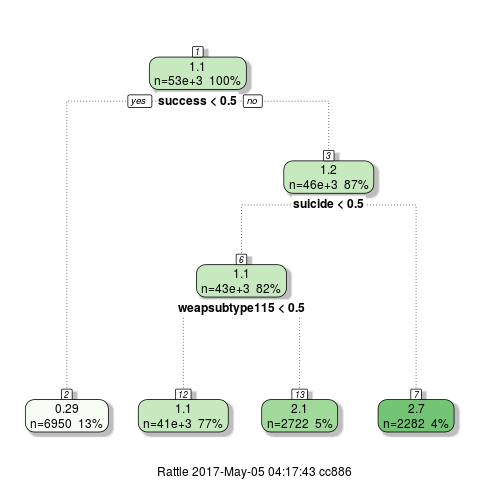 1
1.1
n=53e+3 100%
yes success < 0.5 no
3
1.2
n=46e+3 87%
suicide < 0.5
6
1.1
n=43e+3 82%
weapsubtype115 < 0.5
2
0.29
n=6950 13%
12
1.1
n=41e+3 77%
13
2.1
n=2722 5%
7
2.7
n=2282 4%
Rattle 2017-May-05 04:17:43 cc886